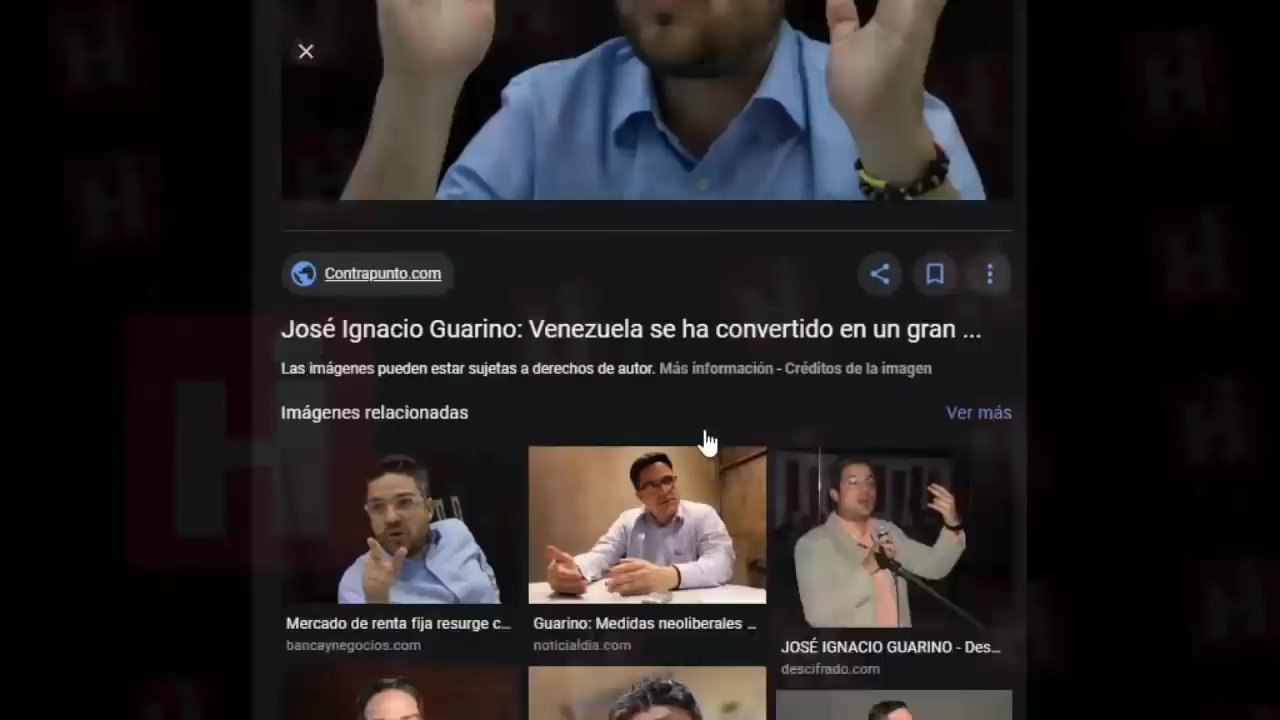 Contrapunto.com
José Ignacio Guarino: Venezuela se ha convertido en un gran ...
Las imágenes pueden estar sujetas a derechos de autor. Más información - Créditos de la imagen
Imágenes relacionadas
Ver más
Mercado de renta fija resurge c...
bancaynegocios.com
Guarino: Medidas neoliberales ...
noticialdia.com
JOSÉ IGNACIO GUARINO - Des...
descifrado.com
H